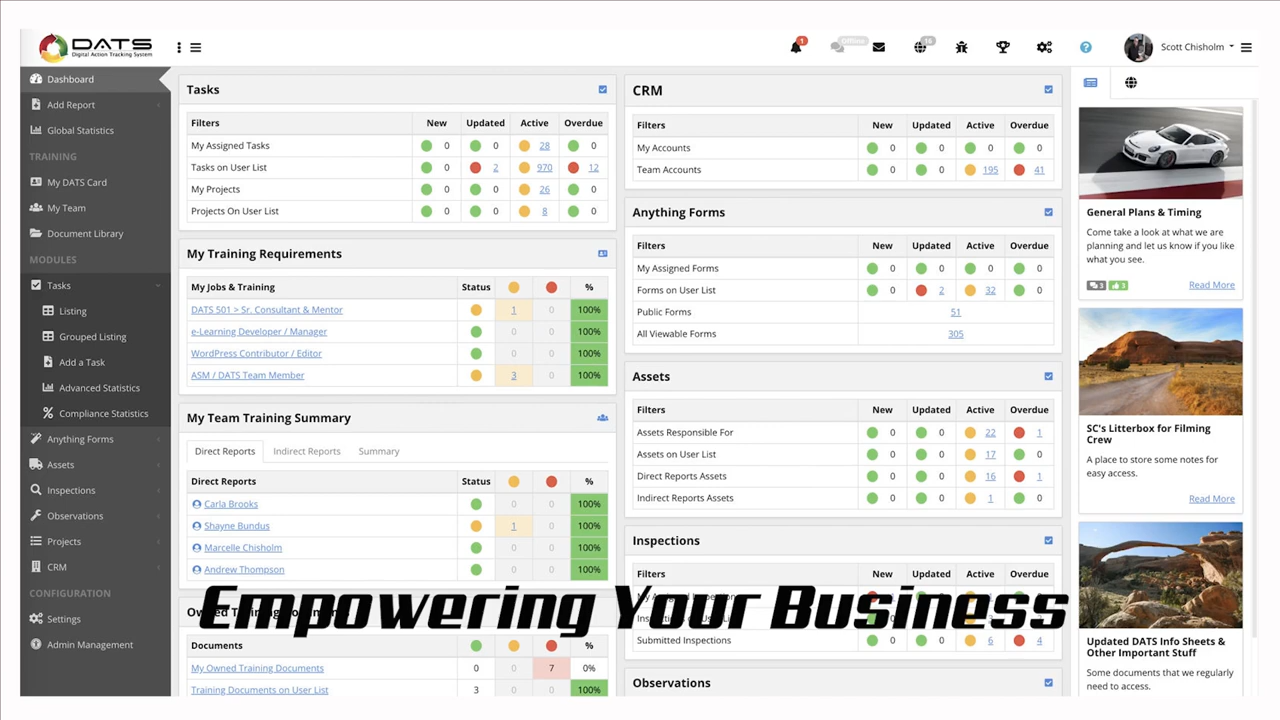 DATS
Digital Action Tracking System
1
Offline
16
Scott Chisholm
Dashboard
Add Report
Global Statistics
TRAINING
My DATS Card
My Team
Document Library
MODULES
Tasks
Listing
Grouped Listing
Add a Task
Advanced Statistics
Compliance Statistics
Anything Forms
Assets
Inspections
Observations
Projects
CRM
CONFIGURATION
Settings
Admin Management
Tasks
Filters New Updated Active Overdue
My Assigned Tasks 0 0 28 0
Tasks on User List 0 2 970 12
My Projects 0 0 26 0
Projects On User List 0 0 8 0
My Training Requirements
My Jobs & Training Status %
DATS 501 > Sr. Consultant & Mentor 1 0 100%
e-Learning Developer / Manager 0 0 100%
WordPress Contributor / Editor 0 0 100%
ASM / DATS Team Member 3 0 100%
My Team Training Summary
Direct Reports Indirect Reports Summary
Direct Reports Status %
Carla Brooks 0 0 100%
Shayne Bundus 1 0 100%
Marcelle Chisholm 0 0 100%
Andrew Thompson 0 0 100%
Documents %
My Owned Training Documents 0 0 7 0%
Training Documents on User List 3 0 0 100%
CRM
Filters New Updated Active Overdue
My Accounts 0 0 0 0
Team Accounts 0 0 195 41
Anything Forms
Filters New Updated Active Overdue
My Assigned Forms 0 0 0 0
Forms on User List 0 2 32 0
Public Forms 51
All Viewable Forms 305
Assets
Filters New Updated Active Overdue
Assets Responsible For 0 0 22 1
Assets on User List 0 0 17 0
Direct Reports Assets 0 0 16 1
Indirect Reports Assets 0 0 1 0
Inspections
Filters New Updated Active Overdue
Submitted Inspections 0 0 6 4
Observations
Empowering Your Business
General Plans & Timing
Come take a look at what we are
planning and let us know if you like
what you see.
3 3 Read More
SC's Litterbox for Filming
Crew
A place to store some notes for
easy access.
Read More
Updated DATS Info Sheets &
Other Important Stuff
Some documents that we regularly
need to access.